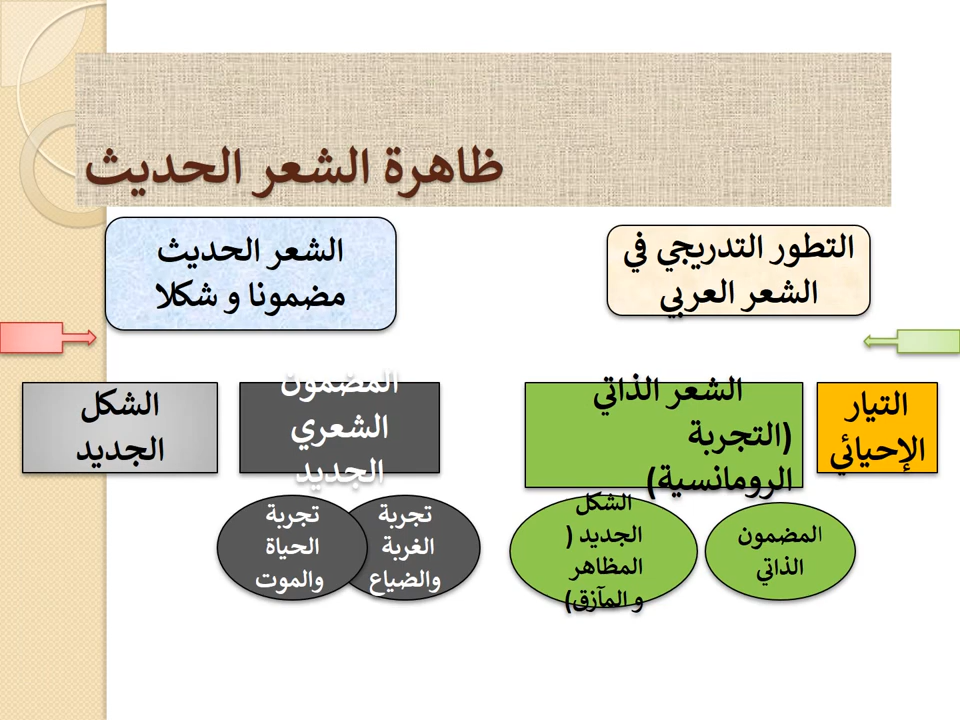 ظاهرة الشعر الحديث
التطور التدريجي في
الشعر العربي
الشعر الحديث
مضمونا و شكلا
التيار
الإحيائي
الشعر الذاتي
(التجربة
الرومانسية)
المضمون
الشعري
الجديد
الشكل
الجديد
المضمون
الذاتي
الشكل
الجديد (
المظاهر
و المآزق)
تجربة
الغربة
والضياع
تجربة
الحياة
والموت